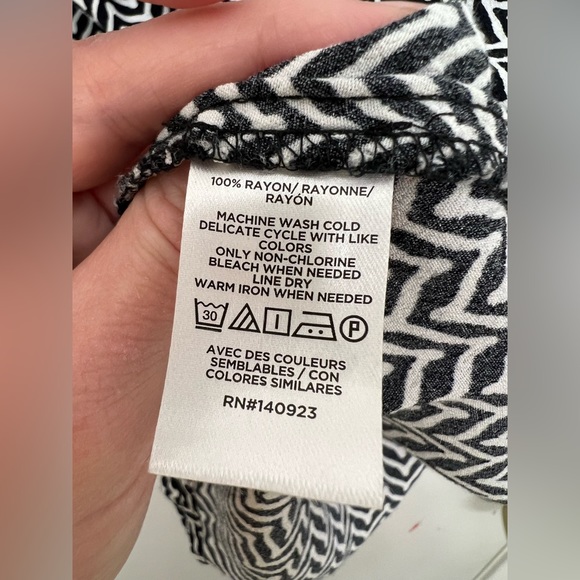 100% RAYON/ RAYONNE/
RAYÓN
MACHINE WASH COLD
DELICATE CYCLE WITH LIKE
COLORS
ONLY NON-CHLORINE
BLEACH WHEN NEEDED
LINE DRY
WARM IRON WHEN NEEDED
30 P
AVEC DES COULEURS
SEMBLABLES / CON
COLORES SIMILARES
RN#140923